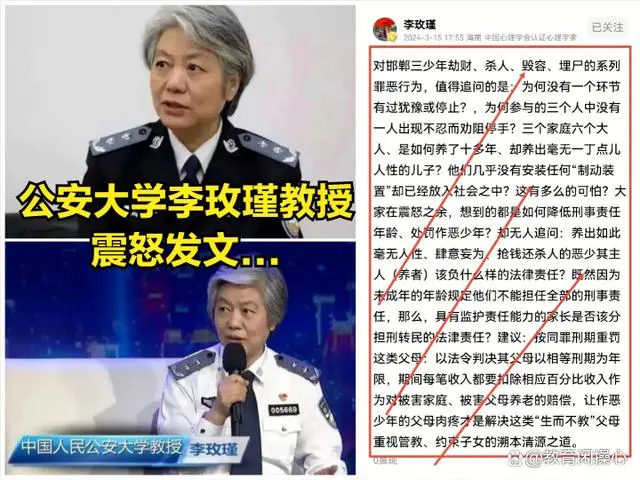 公安大学李玫瑾教授
震怒发文...
005669
中国人民公安大学教授 李玫瑾
李玫瑾
2024-3-15 17:55 海南 中国心理学会认证心理学家
已关注
对邯郸三少年劫财、杀人、毁容、埋尸的系列
罪恶行为，值得追问的是：为何没有一个环节
有过犹豫或停止？，为何参与的三个人中没有
一人出现不忍而劝阻停手？三个家庭六个大
人、是如何养了十多年、却养出毫无一丁点儿
人性的儿子？他们几乎没有安装任何“制动装
置”却已经放入社会之中？这有多么的可怕！大
家在震怒之余，想到的都是如何降低刑事责任
年龄、处罚作恶少年？却无人追问：养出如此
毫无人性、肆意妄为、抢钱还杀人的恶少其主
人（养者）该负什么样的法律责任？既然因为
未成年的年龄规定他们不能担任全部的刑事责
任，那么，具有监护责任能力的家长是否该分
担刑转民的法律责任？建议：按同罪刑期重罚
这类父母：以法令判决其父母以相等刑期为年
限，期间每笔收入都要扣除相应百分比收入作
为对被害家庭、被害父母养老的赔偿，让作恶
少年的父母肉疼才是解决这类“生而不教”父母
重视管教、约束子女的溯本清源之道。
教育闲操心